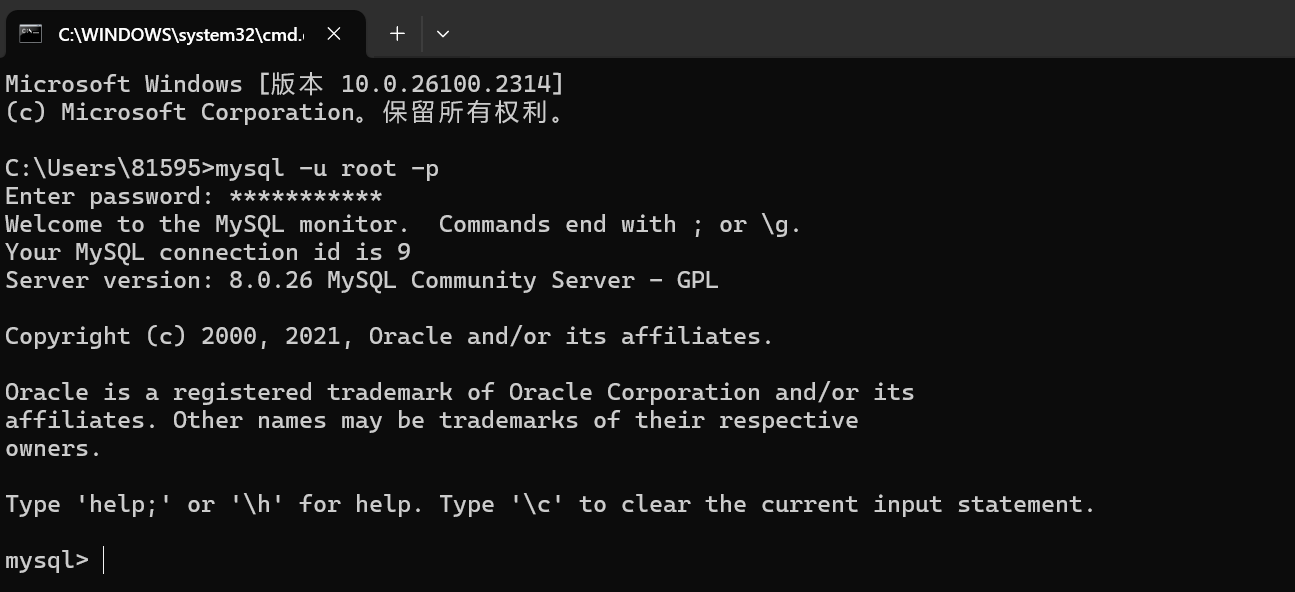 C:\WINDOWS\system32\cmd.
Microsoft Windows [版本 10.0.26100.2314]
(c) Microsoft Corporation。保留所有权利。
C:\Users\81595>mysql -u root -p
Enter password: ***********
Welcome to the MySQL monitor.  Commands end with ; or \g.
Your MySQL connection id is 9
Server version: 8.0.26 MySQL Community Server - GPL
Copyright (c) 2000, 2021, Oracle and/or its affiliates.
Oracle is a registered trademark of Oracle Corporation and/or its
affiliates. Other names may be trademarks of their respective
owners.
Type 'help;' or '\h' for help. Type '\c' to clear the current input statement.
mysql>